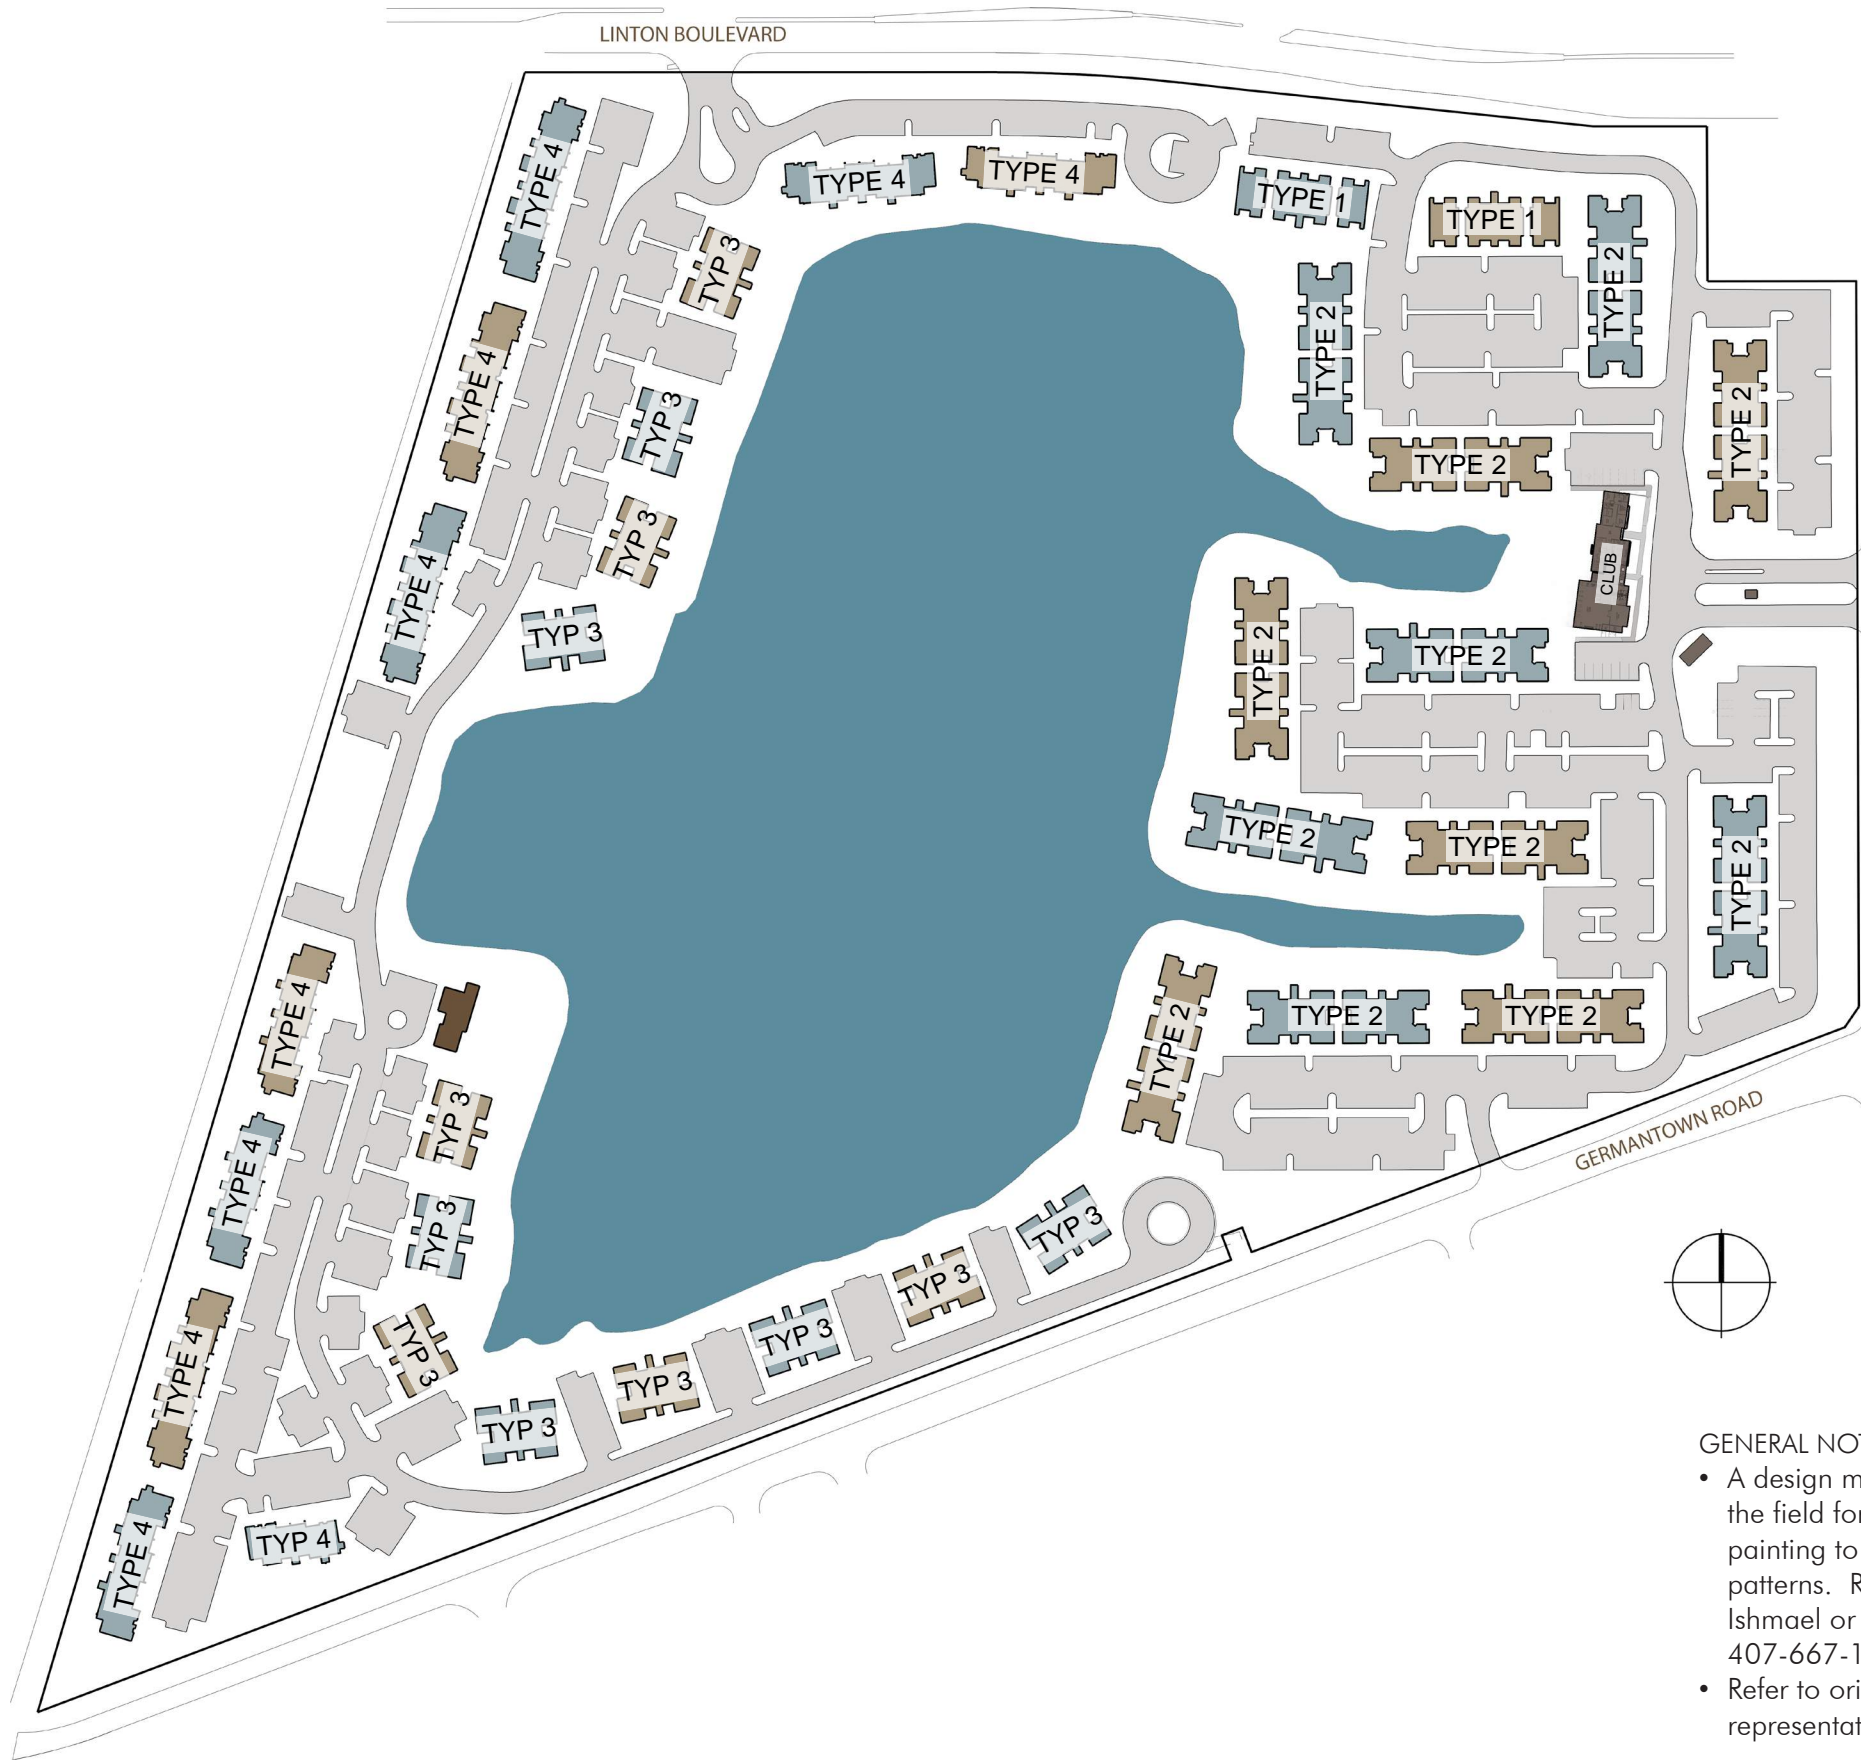 LINTON BOULEVARD
TYPE 4
TYPE 4
TYPE 4
TYPE 1
TYPE 1
TYP 3
TYPE 2
TYPE 2
TYPE 4
TYP 3
TYPE 2
TYPE 2
TYP 3
TYPE 4
CLUB
TYP 3
TYPE 2
TYPE 2
TYPE 2
TYPE 2
TYPE 2
TYPE 4
TYPE 2
TYPE 2
TYPE 2
TYP 3
TYPE 4
TYP 3
GERMANTOWN ROAD
TYP 3
TYP 3
TYP 3
TYP 3
TYPE 4
TYP 3
TYP 3
TYP 3
TYPE 4
TYP 4
GENERAL NOT
• A design m
the field for
painting to
patterns. R
Ishmael or
407-667-1
• Refer to ori
representat